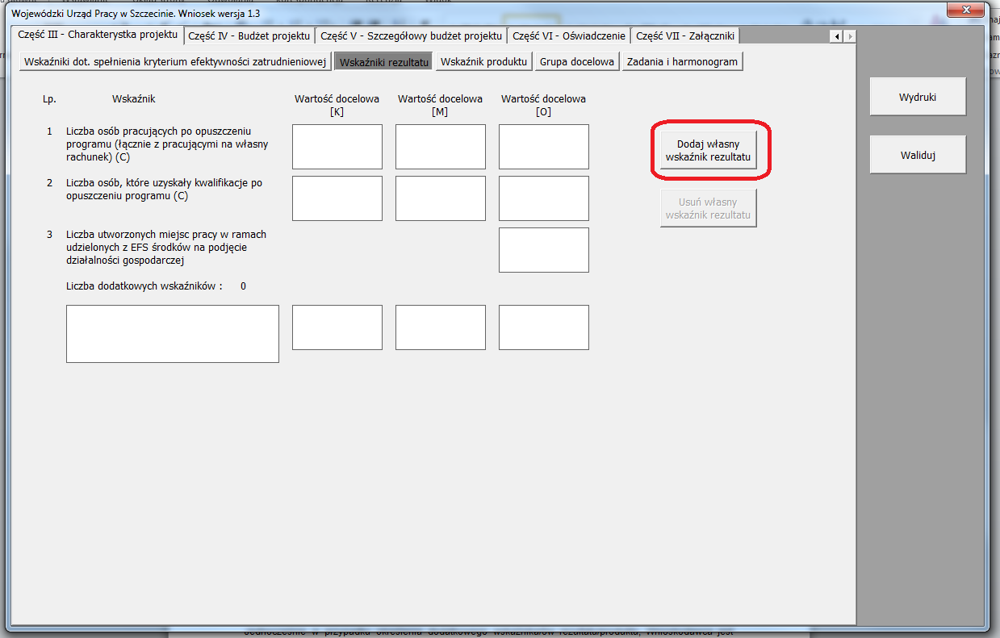 Wojewódzki Urząd Pracy w Szczecinie. Wniosek wersja 1.3
Część III - Charakterystka projektu
Część IV - Budżet projektu
Część V - Szczegółowy budżet projektu
Część VI - Oświadczenie
Część VII - Załączniki
Wskaźniki dot. spełnienia kryterium efektywności zatrudnieniowej
Wskaźniki rezultatu
Wskaźnik produktu
Grupa docelowa
Zadania i harmonogram
Lp.
Wskaźnik
Wartość docelowa
[K]
Wartość docelowa
[M]
Wartość docelowa
[O]
1
Liczba osób pracujących po opuszczeniu
programu (łącznie z pracującymi na własny
rachunek) (C)
2
Liczba osób, które uzyskały kwalifikacje po
opuszczeniu programu (C)
3
Liczba utworzonych miejsc pracy w ramach
udzielonych z EFS środków na podjęcie
działalności gospodarczej
Liczba dodatkowych wskaźników : 0
Dodaj własny
wskaźnik rezultatu
Usuń własny
wskaźnik rezultatu
Wydruki
Waliduj